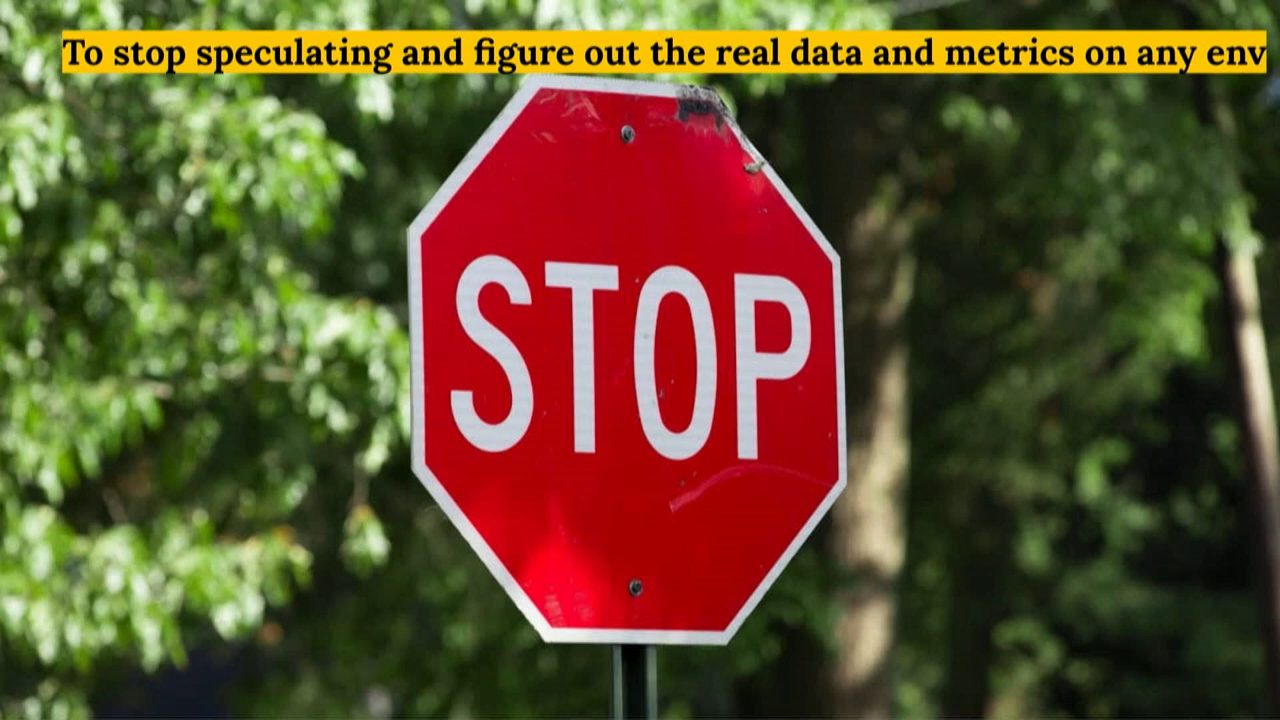 To stop speculating and figure out the real data and metrics on any env
STOP